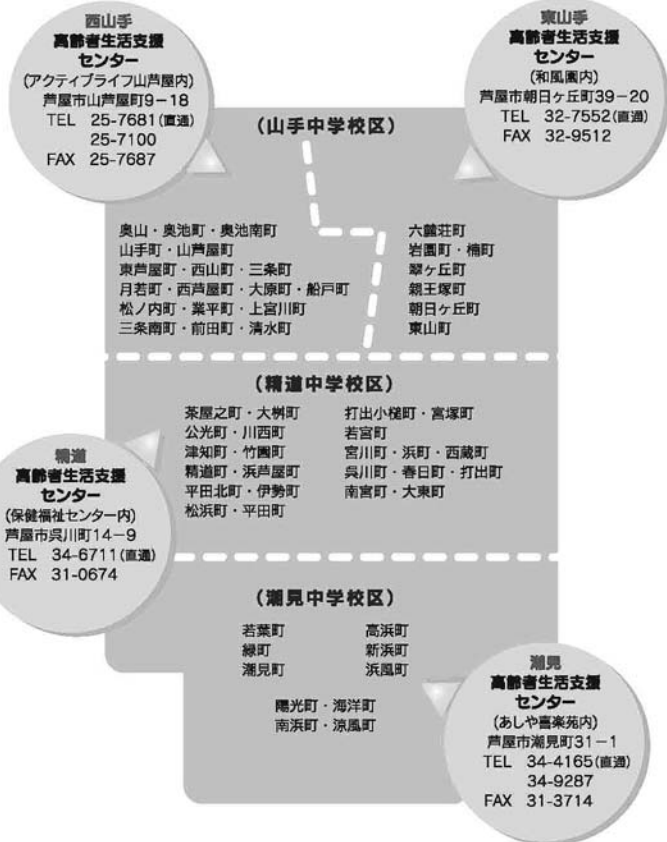 西山手
高齢者生活支援
センター
(アクティブライフ山芦屋内)
芦屋市山芦屋町9－18
TEL 25-7681(直通)
25-7100
FAX 25-7687
東山手
高齢者生活支援
センター
(和風園内)
芦屋市朝日ヶ丘町39－20
TEL 32-7552(直通)
FAX 32-9512
(山手中学校区)
奥山・奥池町・奥池南町
山手町・山芦屋町
東芦屋町・西山町・三条町
月若町・西芦屋町・大原町・船戸町
松ノ内町・業平町・上宮川町
三条南町・前田町・清水町
六麓荘町
岩園町・楠町
翠ヶ丘町
親王塚町
朝日ヶ丘町
東山町
(精道中学校区)
茶屋之町・大桝町
公光町・川西町
津知町・竹園町
精道町・浜芦屋町
平田北町・伊勢町
松浜町・平田町
打出小槌町・宮塚町
若宮町
宮川町・浜町・西蔵町
呉川町・春日町・打出町
南宮町・大東町
精道
高齢者生活支援
センター
(保健福祉センター内)
芦屋市呉川町14－9
TEL 34-6711(直通)
FAX 31-0674
(潮見中学校区)
若葉町
緑町
潮見町
高浜町
新浜町
浜風町
陽光町・海洋町
南浜町・涼風町
潮見
高齢者生活支援
センター
(あしや喜楽苑内)
芦屋市潮見町31－1
TEL 34-4165(直通)
34-9287
FAX 31-3714